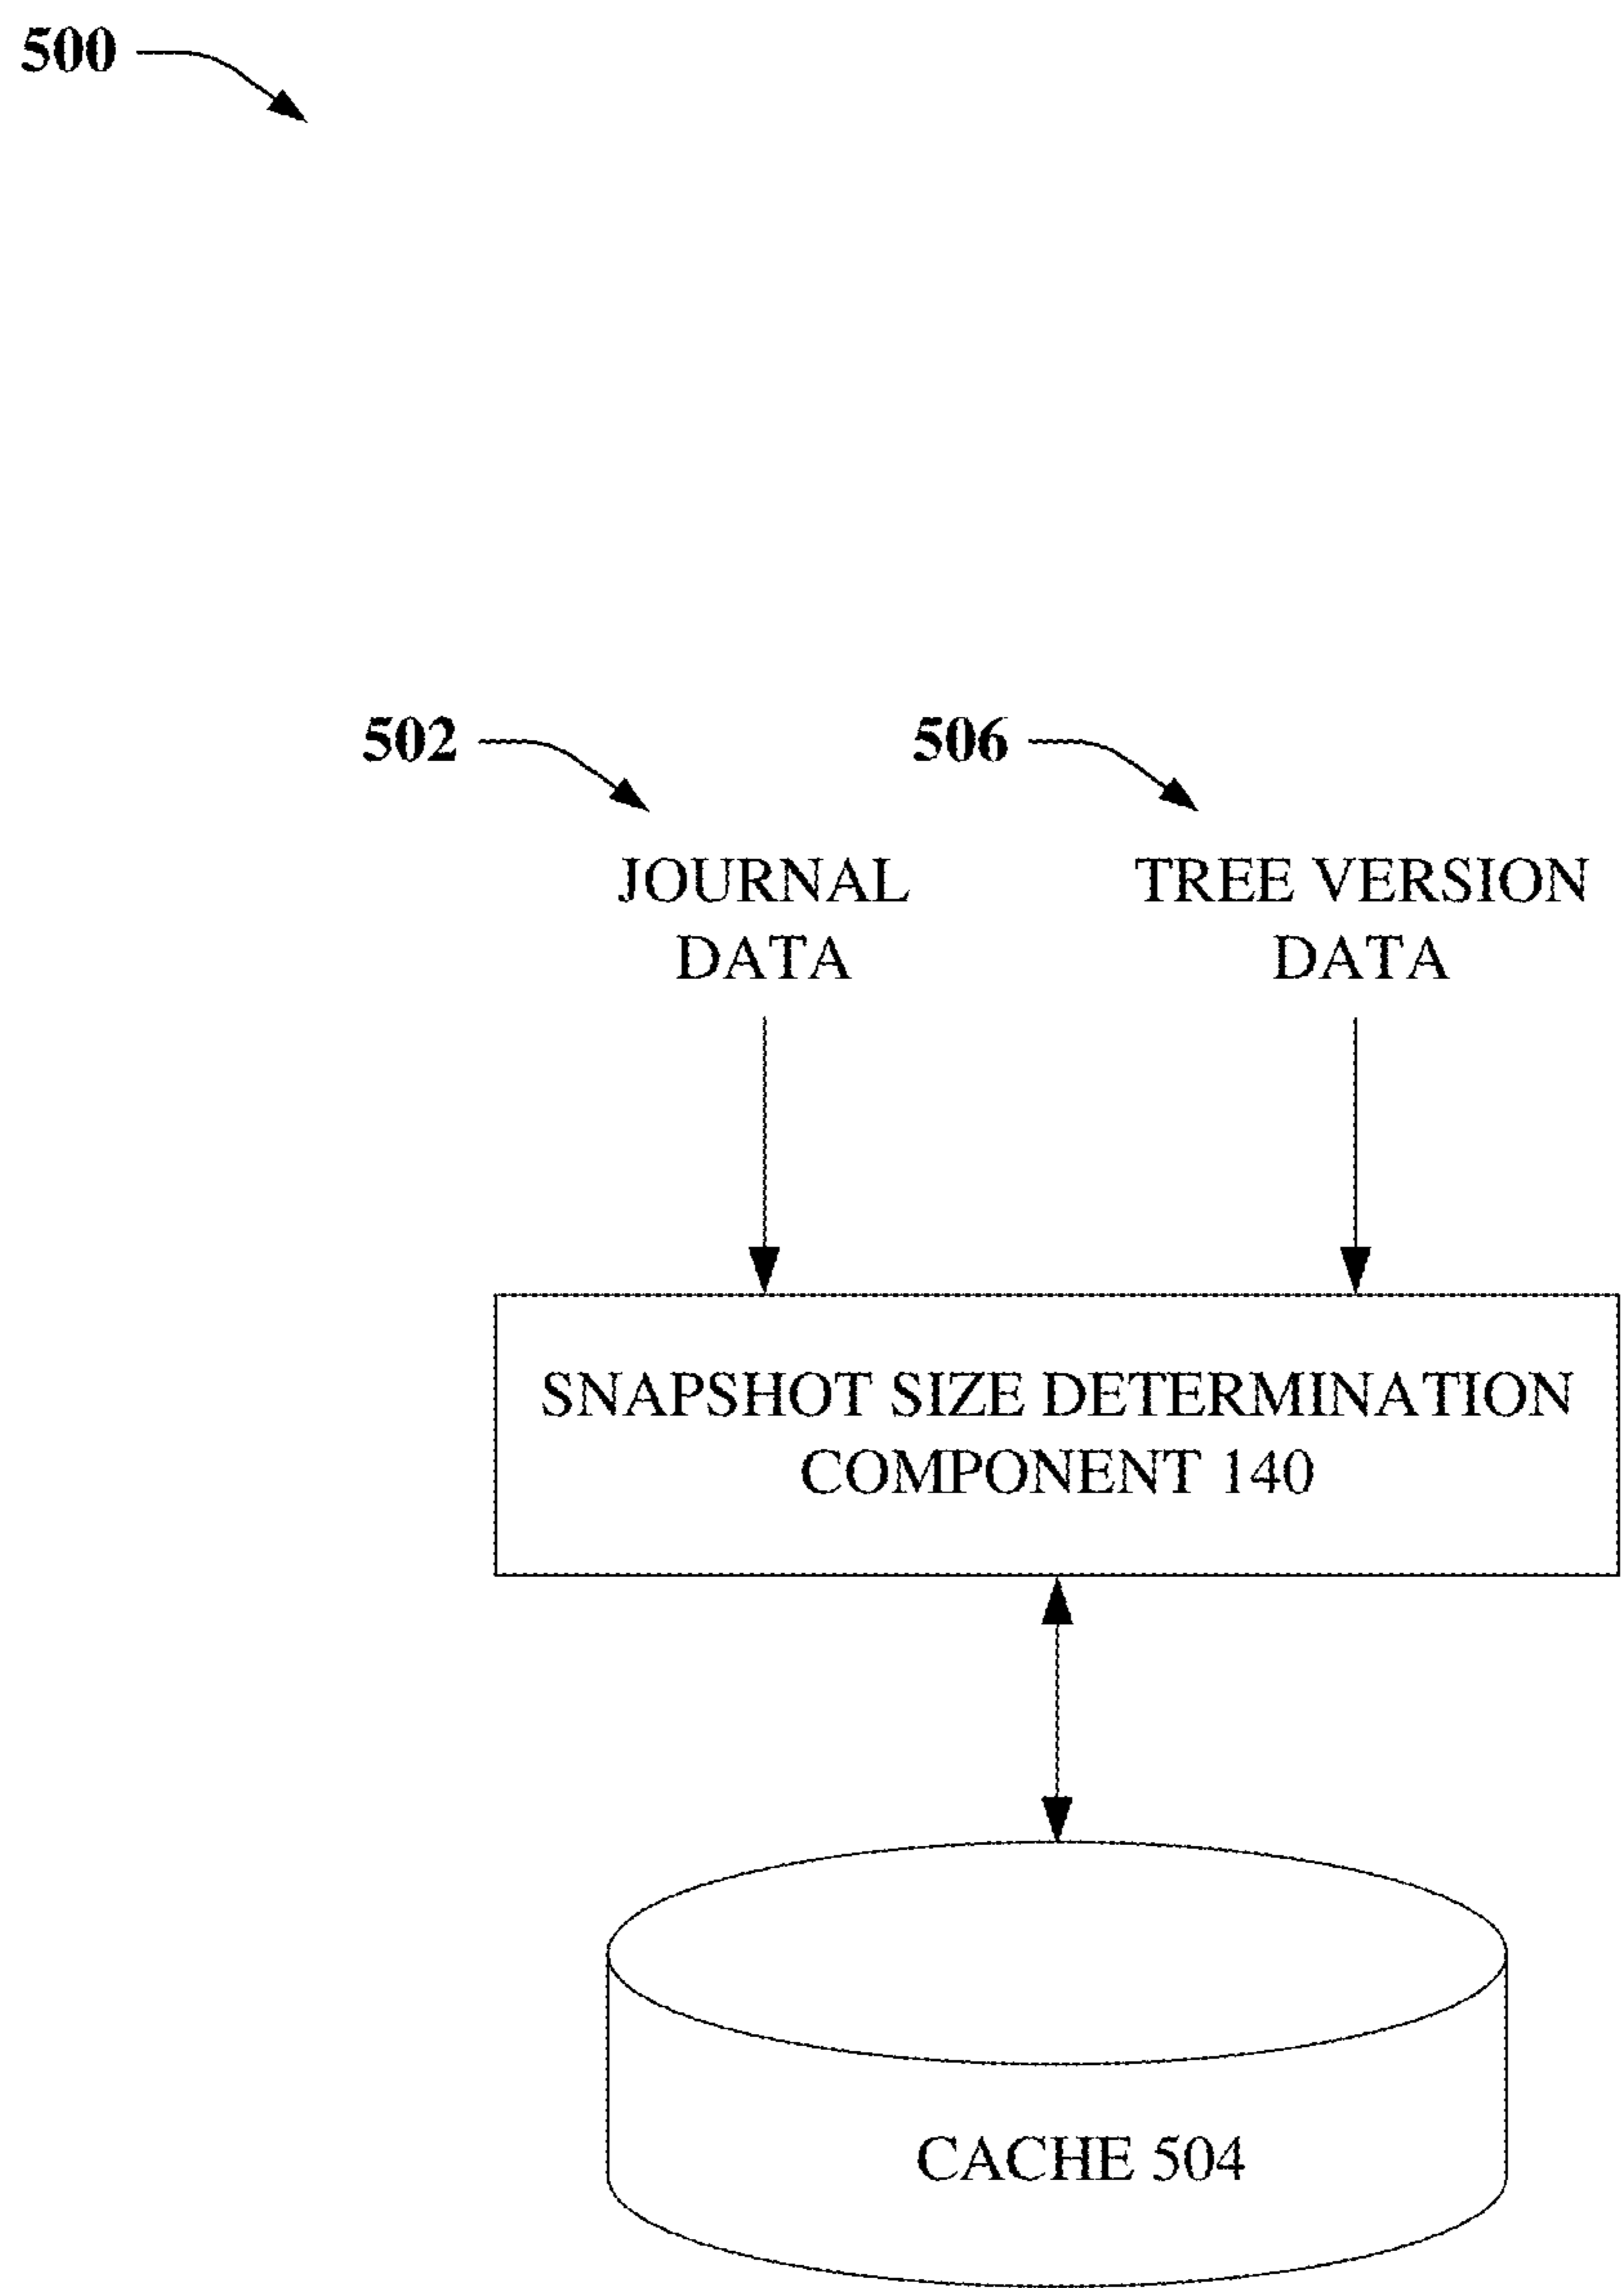 500
502
506
JOURNAL
DATA
TREE VERSION
DATA
SNAPSHOT SIZE DETERMINATION
COMPONENT 140
CACHE 504